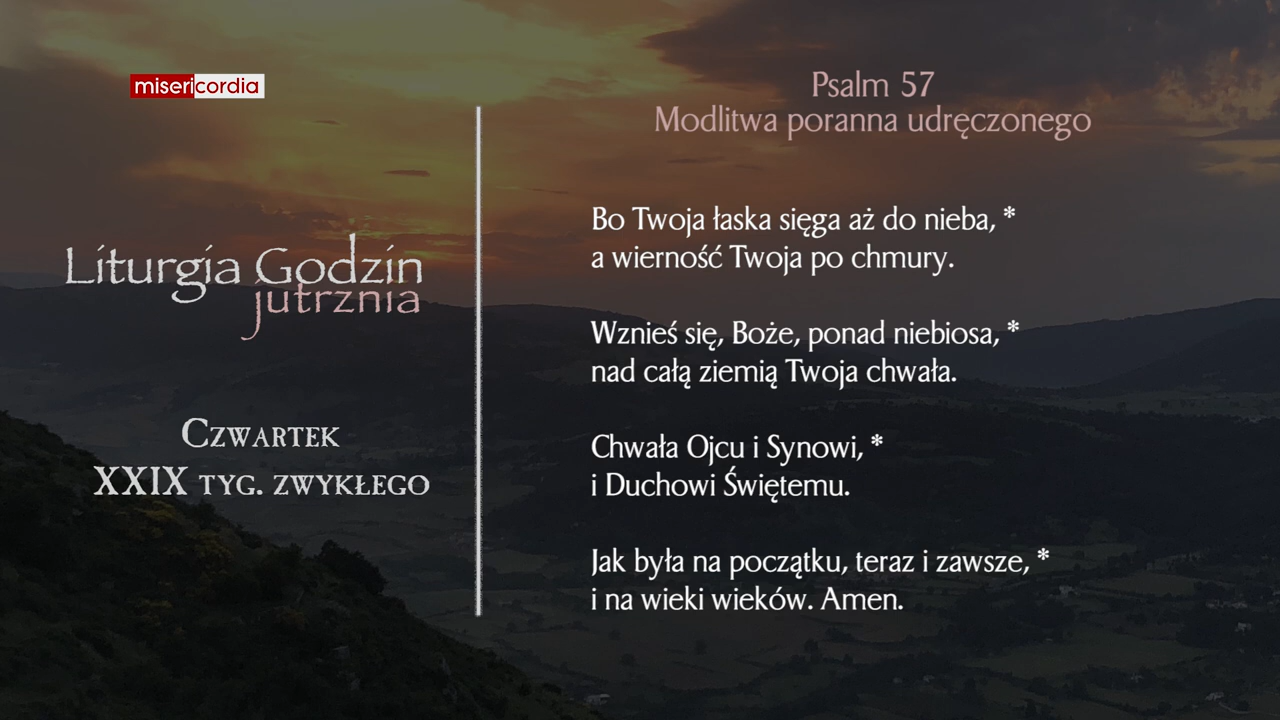 misericordia
Liturgia Godzin
jutrznia
Czwartek
XXIX tyg. zwykłego
Psalm 57
Modlitwa poranna udręczonego
Bo Twoja łaska sięga aż do nieba, *
a wierność Twoja po chmury.
Wznieś się, Boże, ponad niebiosa, *
nad całą ziemią Twoja chwała.
Chwała Ojcu i Synowi, *
i Duchowi Świętemu.
Jak była na początku, teraz i zawsze, *
i na wieki wieków. Amen.